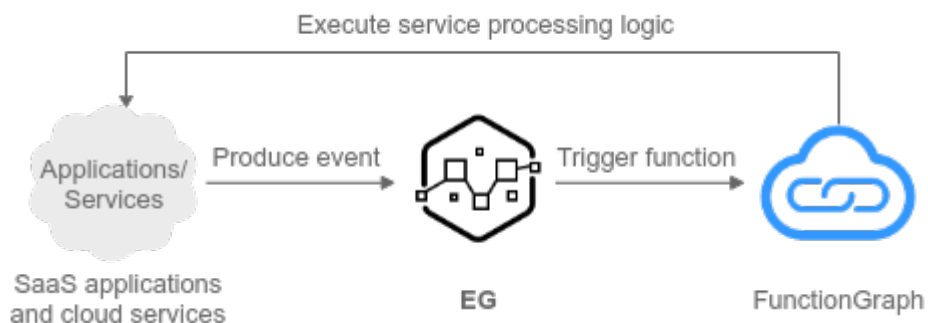 Execute service processing logic
Applications/
Services
Produce event
Trigger function
SaaS applications
and cloud services
EG
FunctionGraph